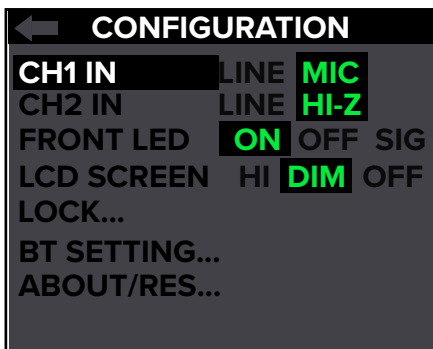 CONFIGURATION
CH1 IN LINE MIC
CH2 IN LINE HI-Z
FRONT LED ON OFF SIG
LCD SCREEN HI DIM OFF
LOCK...
BT SETTING...
ABOUT/RES...